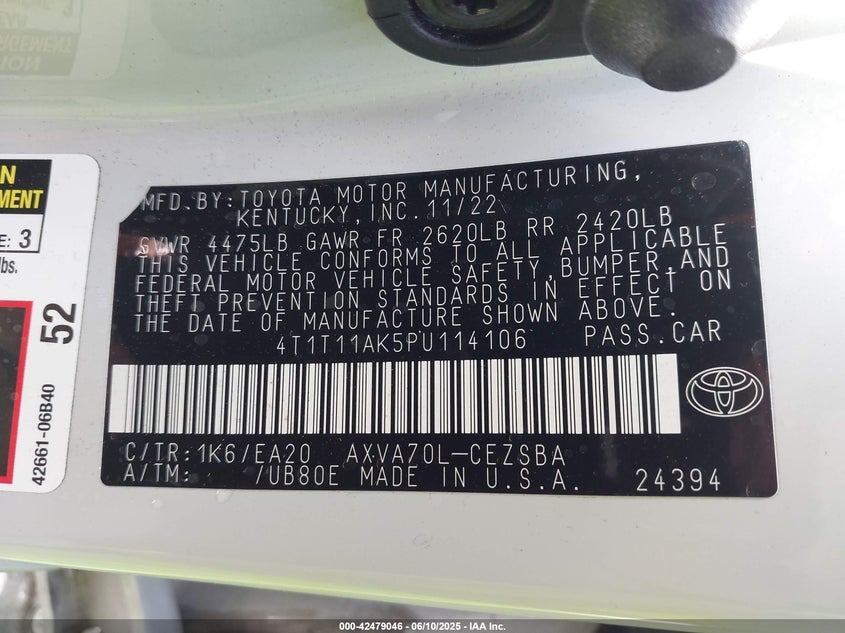 N
MENT
E: 3
lbs.
52
42661-06B40
MFD.BY:TOYOTA MOTOR MANUFACTURING,
KENTUCKY,INC.11/22
GVWR 4475LB GAWR FR 2620LB RR 2420LB
THIS VEHICLE CONFORMS TO ALL APPLICABLE
FEDERAL MOTOR VEHICLE SAFETY,BUMPER,AND
THEFT PREVENTION STANDARDS IN EFFECT ON
THE DATE OF MANUFACTURE SHOWN ABOVE.
4T1T11AK5PU114106 PASS.CAR
C/TR:1K6/EA20 AXVA70L-CEZSBA
A/TM: /UB80E MADE IN U.S.A. 24394
000-42479046 - 06/10/2025 - IAA Inc.